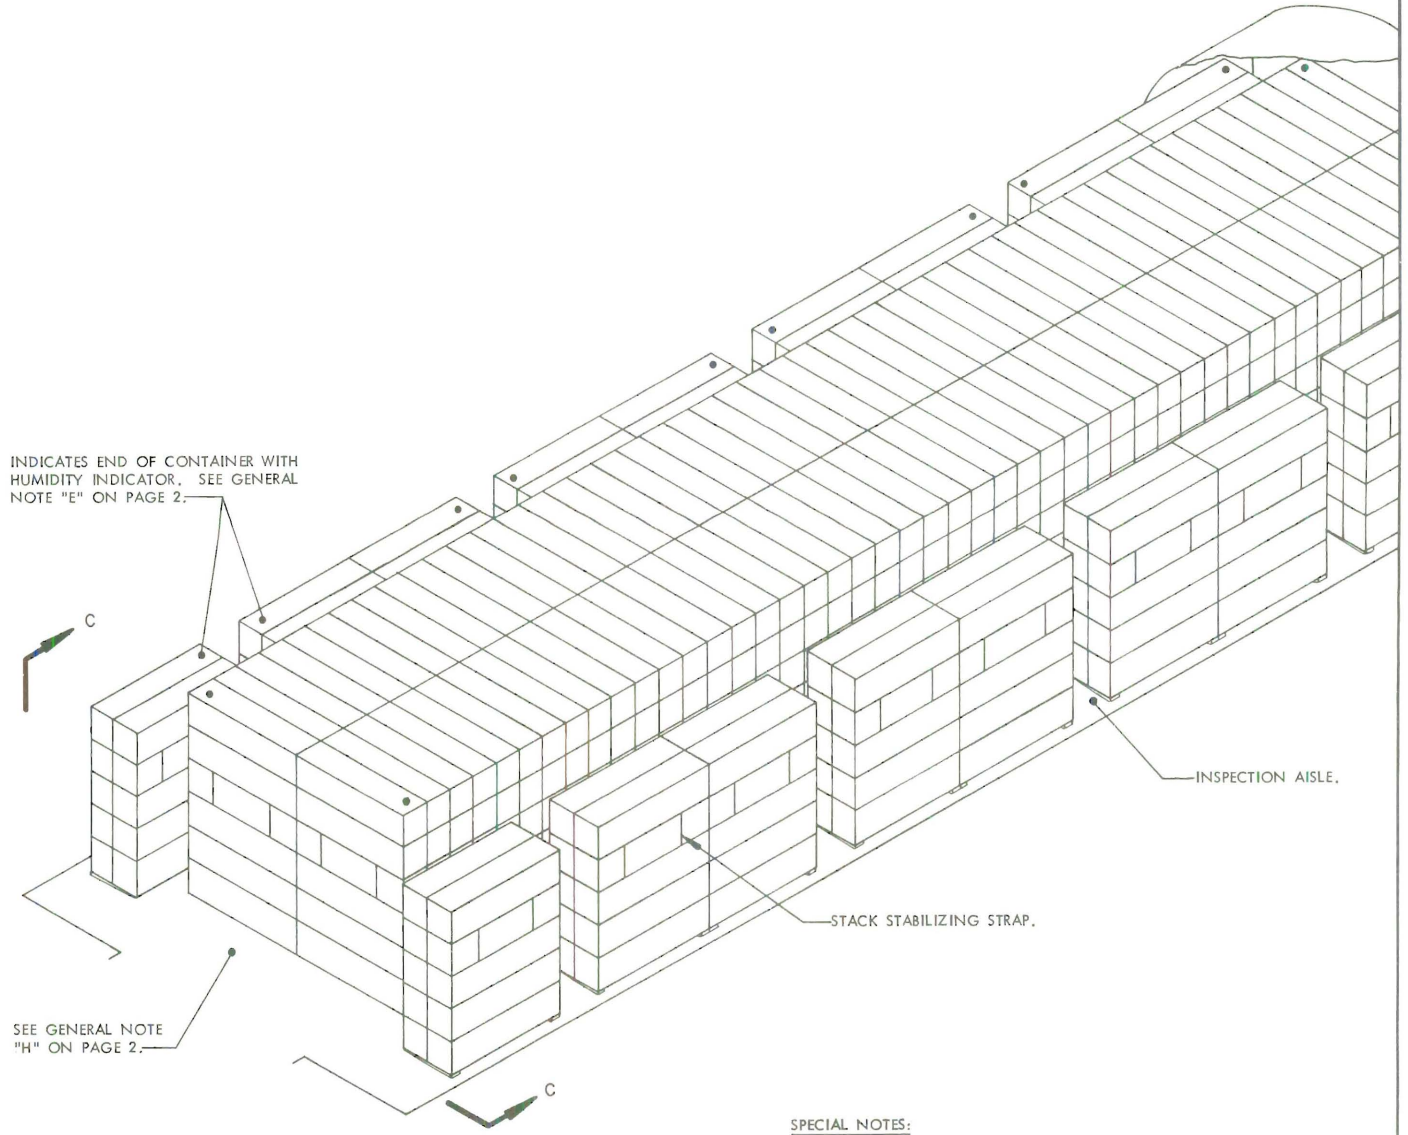 INDICATES END OF CONTAINER WITH
HUMIDITY INDICATOR. SEE GENERAL
NOTE "E" ON PAGE 2.
C
INSPECTION AISLE.
STACK STABILIZING STRAP.
SEE GENERAL NOTE
"H" ON PAGE 2.
C
SPECIAL NOTES: